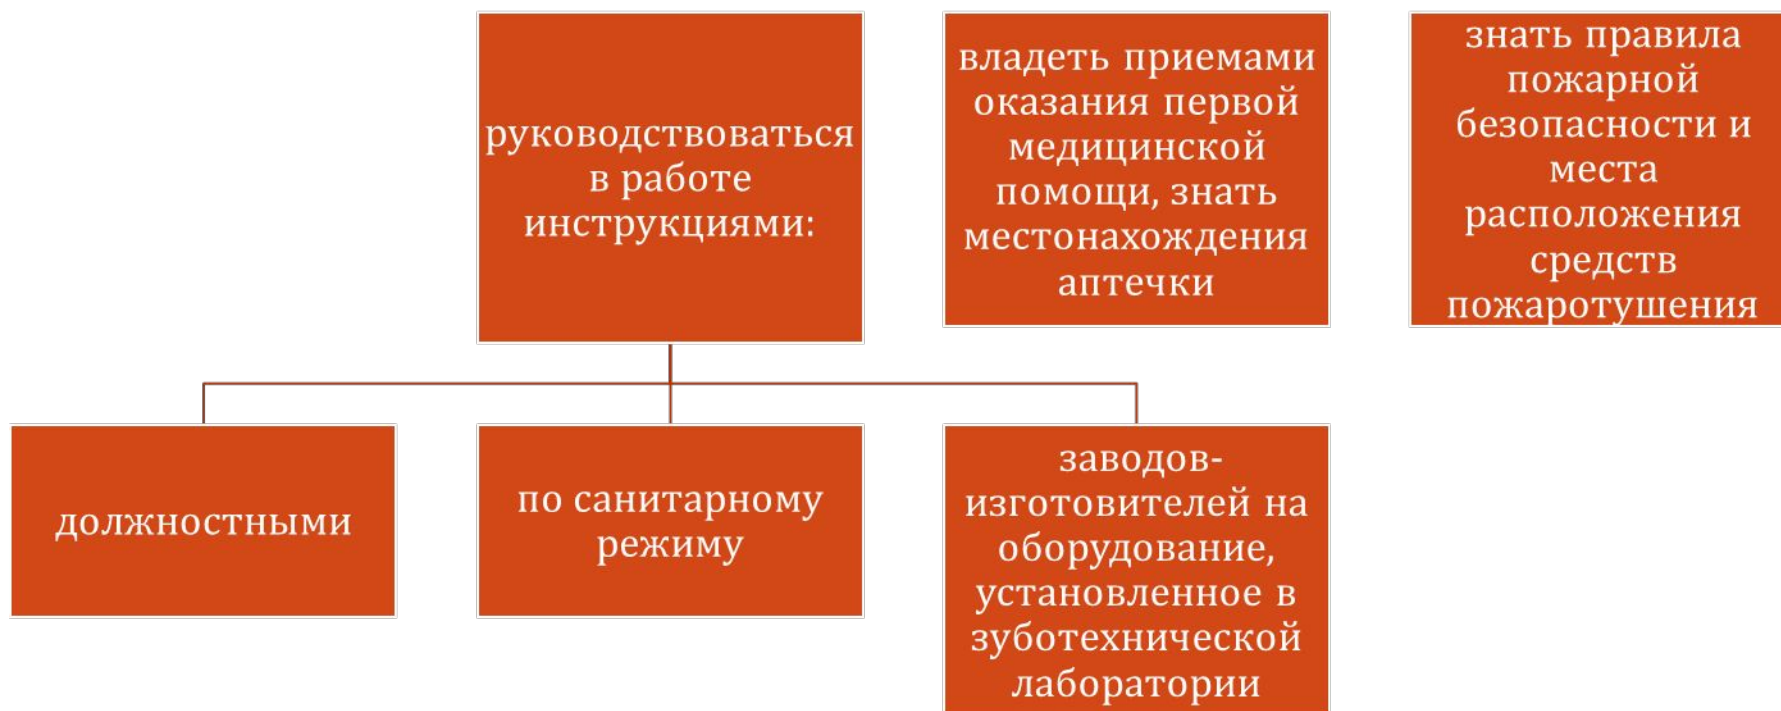 руководствоваться
в работе
инструкциями:
владеть приемами
оказания первой
медицинской
помощи, знать
местонахождения
аптечки
знать правила
пожарной
безопасности и
места
расположения
средств
пожаротушения
должностными
по санитарному
режиму
заводов-
изготовителей на
оборудование,
установленное в
зуботехнической
лаборатории